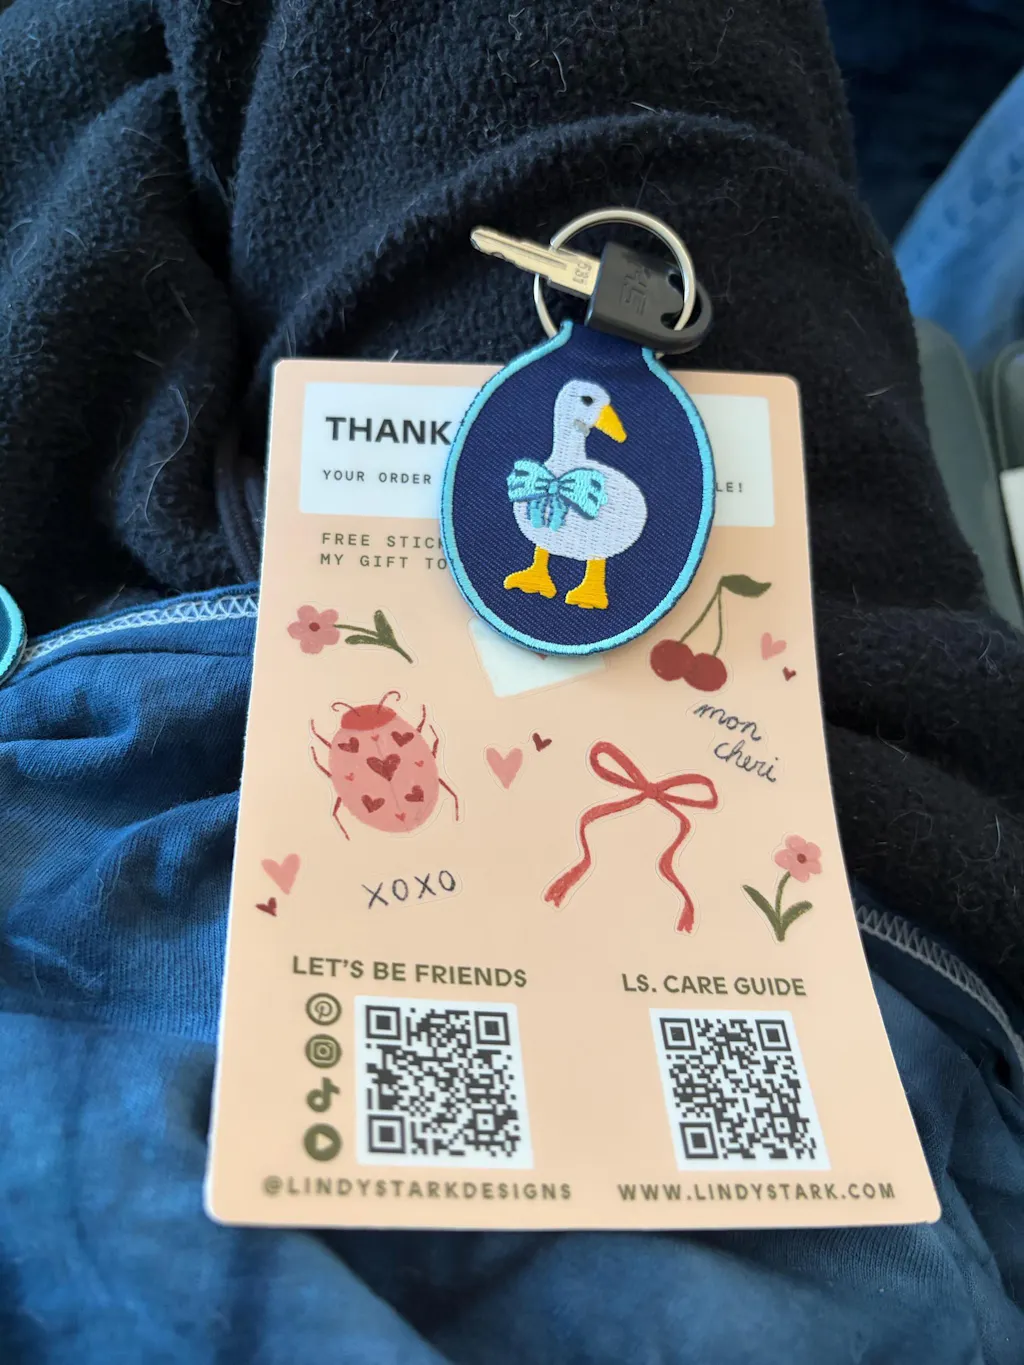 THANK
YOUR ORDER
LE!
FREE STICK
MY GIFT TO
mon
cheri
XOXO
LET'S BE FRIENDS
LS. CARE GUIDE
@LINDYSTARKDESIGNS
WWW.LINDYSTARK.COM